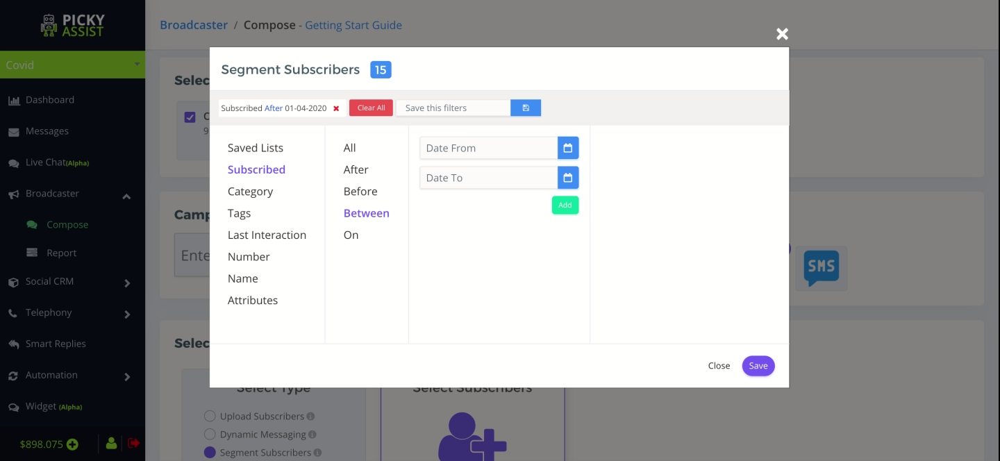 PICKY
ASSIST
Covid
Dashboard
Messages
Live Chat(Alpha)
Broadcaster
Compose
Report
Social CRM
Telephony
Smart Replies
Automation
Widget (Alpha)
$898.075
Broadcaster / Compose - Getting Start Guide
Selec
C
9
Camp
Ente
SMS
Selec
Segment Subscribers 15
Subscribed After 01-04-2020
Clear All
Save this filters
Saved Lists
Subscribed
Category
Tags
Last Interaction
Number
Name
Attributes
All
After
Before
Between
On
Date From
Date To
Add
Close
Save
Select Type
Upload Subscribers
Dynamic Messaging
Segment Subscribers
Select Subscribers